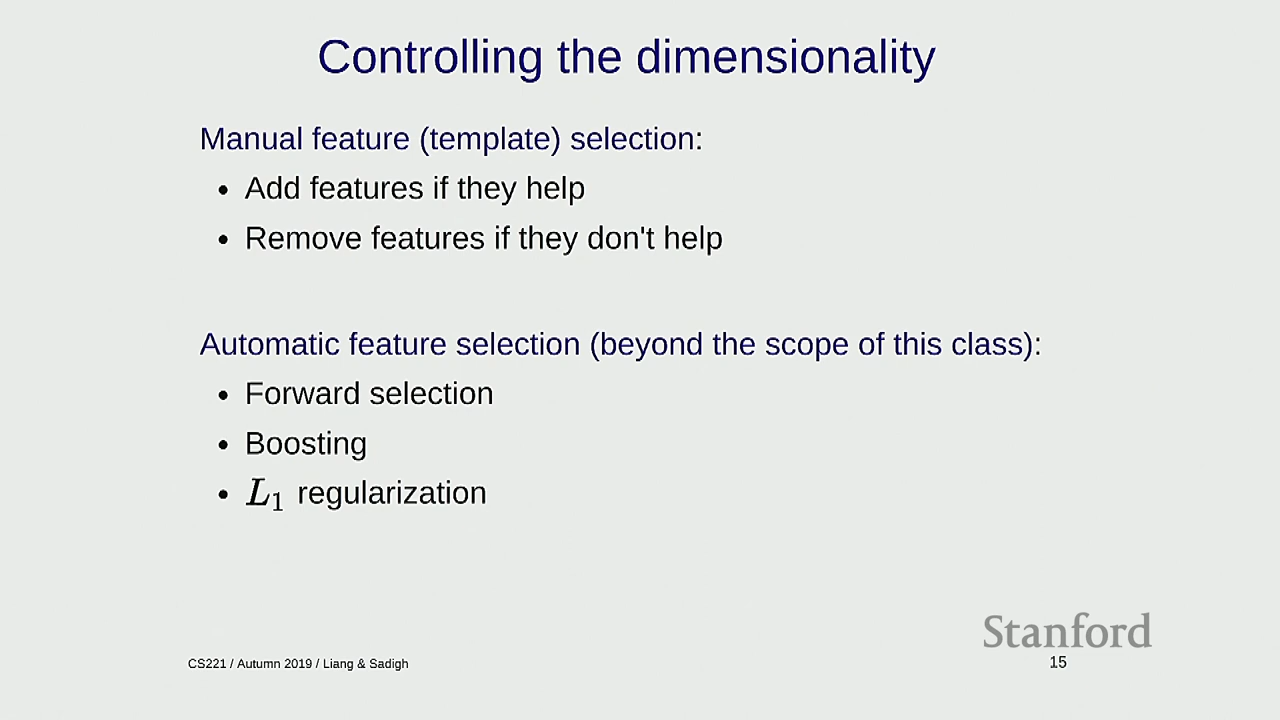 Controlling the dimensionality
Manual feature (template) selection:
• Add features if they help
• Remove features if they don't help
Automatic feature selection (beyond the scope of this class):
• Forward selection
• Boosting
• L₁ regularization
Stanford
CS221 / Autumn 2019 / Liang & Sadigh
15